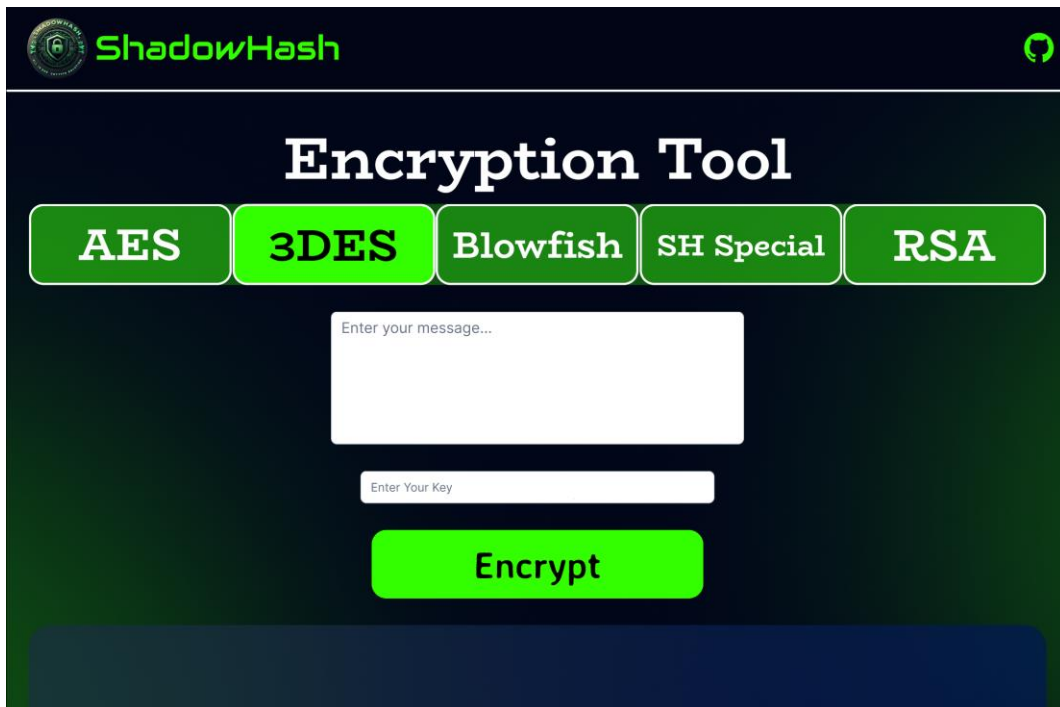 ShadowHash
Encryption Tool
AES
3DES
Blowfish
SH Special
RSA
Enter your message...
Enter Your Key
Encrypt